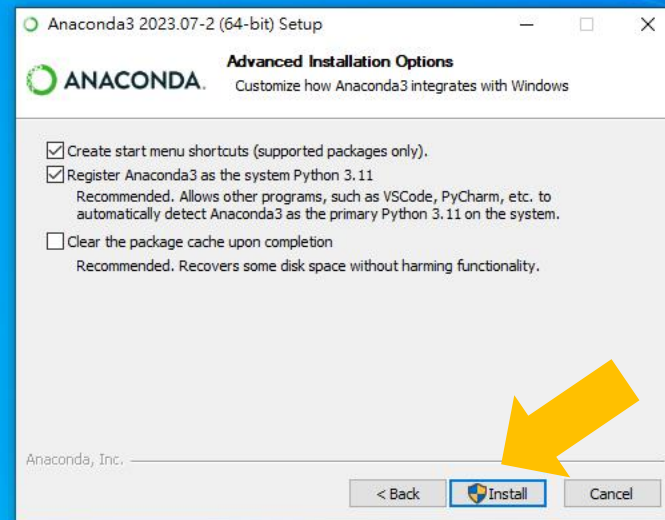 Anaconda3 2023.07-2 (64-bit) Setup
ANACONDA.
Advanced Installation Options
Customize how Anaconda3 integrates with Windows
Create start menu shortcuts (supported packages only).
Register Anaconda3 as the system Python 3.11
Recommended. Allows other programs, such as VSCode, PyCharm, etc. to
automatically detect Anaconda3 as the primary Python 3.11 on the system.
Clear the package cache upon completion
Recommended. Recovers some disk space without harming functionality.
Anaconda, Inc.
< Back
Install
Cancel